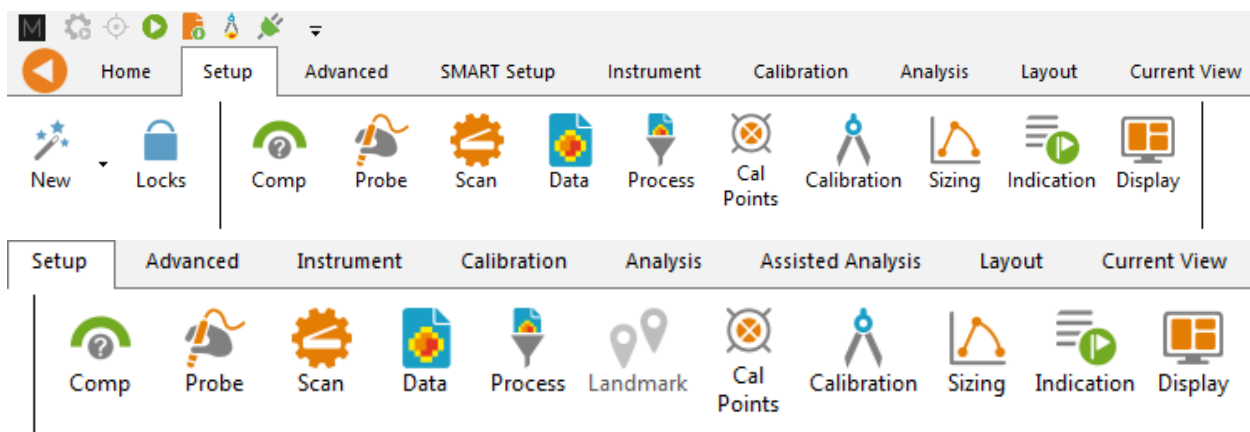 M
Home Setup Advanced SMART Setup Instrument Calibration Analysis Layout Current View
New Locks Comp Probe Scan Data Process Cal Points Calibration Sizing Indication Display
Setup Advanced Instrument Calibration Analysis Assisted Analysis Layout Current View
Comp Probe Scan Data Process Landmark Cal Points Calibration Sizing Indication Display